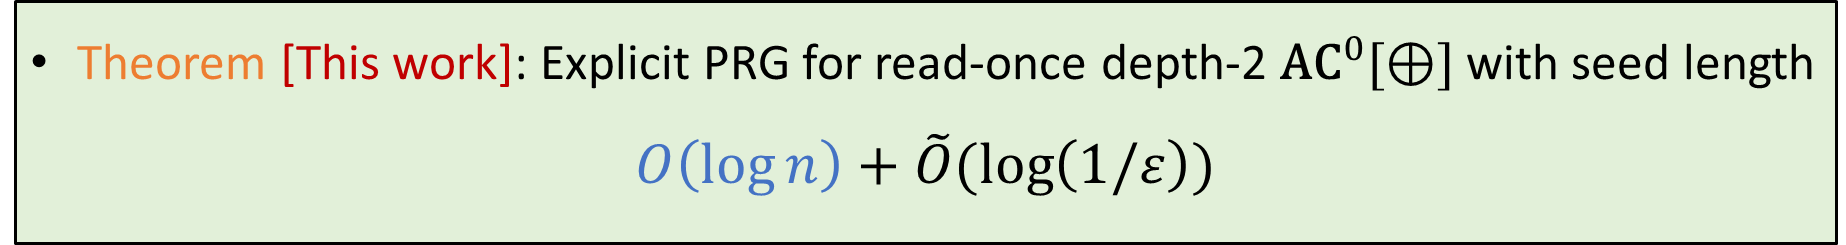 • Theorem [This work]: Explicit PRG for read-once depth-2 AC⁰[⊕] with seed length
O(log n) + Õ(log(1/ε))